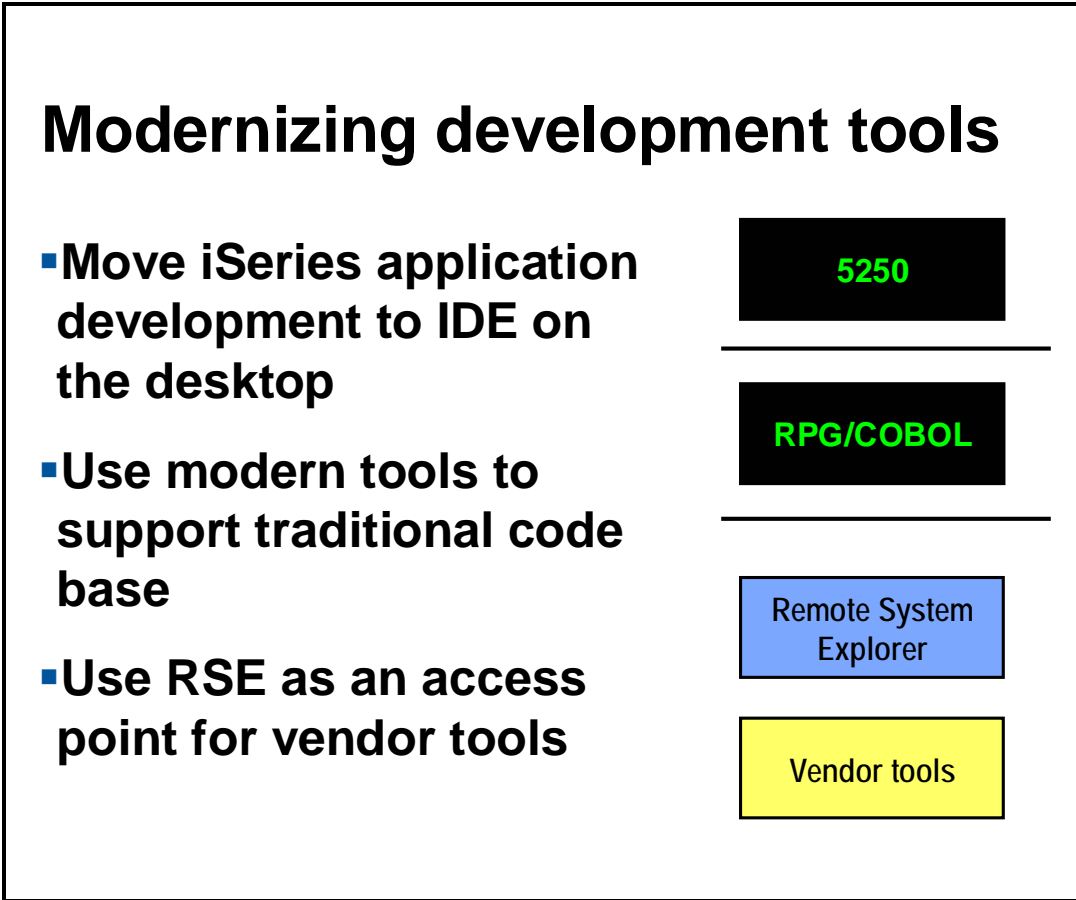 Modernizing development tools
▪Move iSeries application
development to IDE on
the desktop
▪Use modern tools to
support traditional code
base
▪Use RSE as an access
point for vendor tools
5250
RPG/COBOL
Remote System
Explorer
Vendor tools